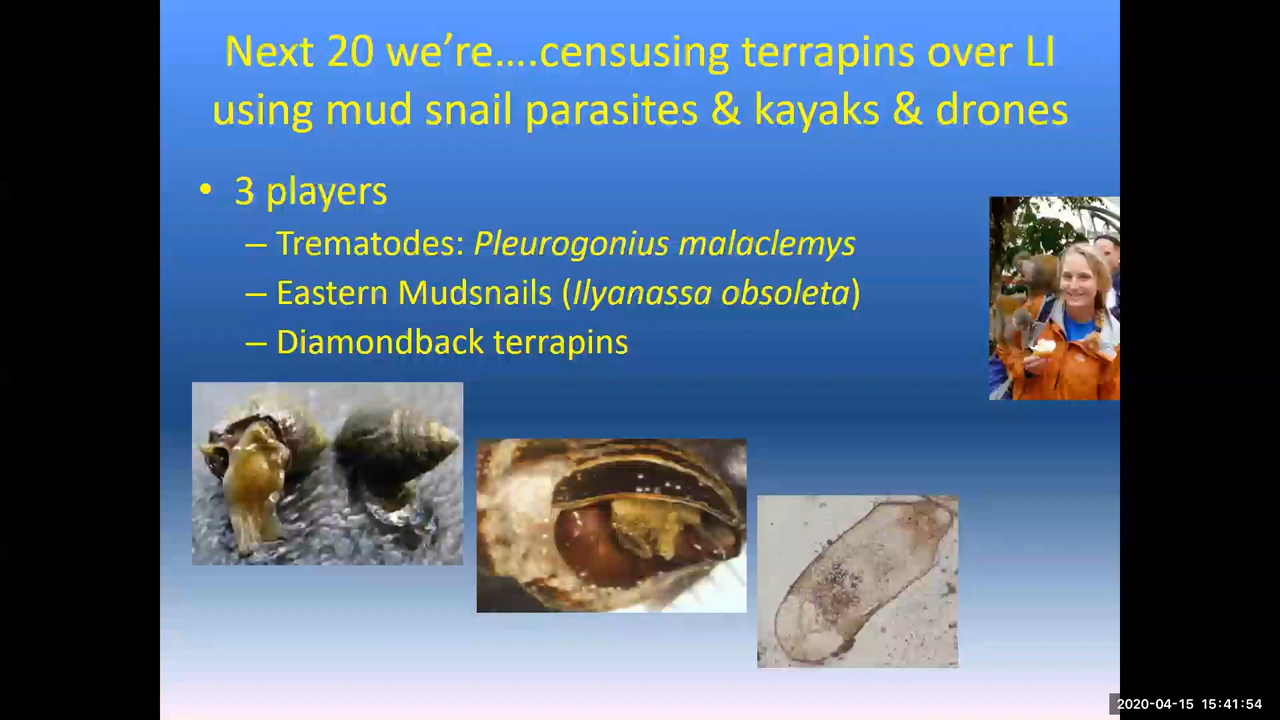 Next 20 we’re….censusing terrapins over LI
using mud snail parasites & kayaks & drones
• 3 players
– Trematodes: Pleurogonius malaclemys
– Eastern Mudsnails (Ilyanassa obsoleta)
– Diamondback terrapins
2020-04-15 15:41:54